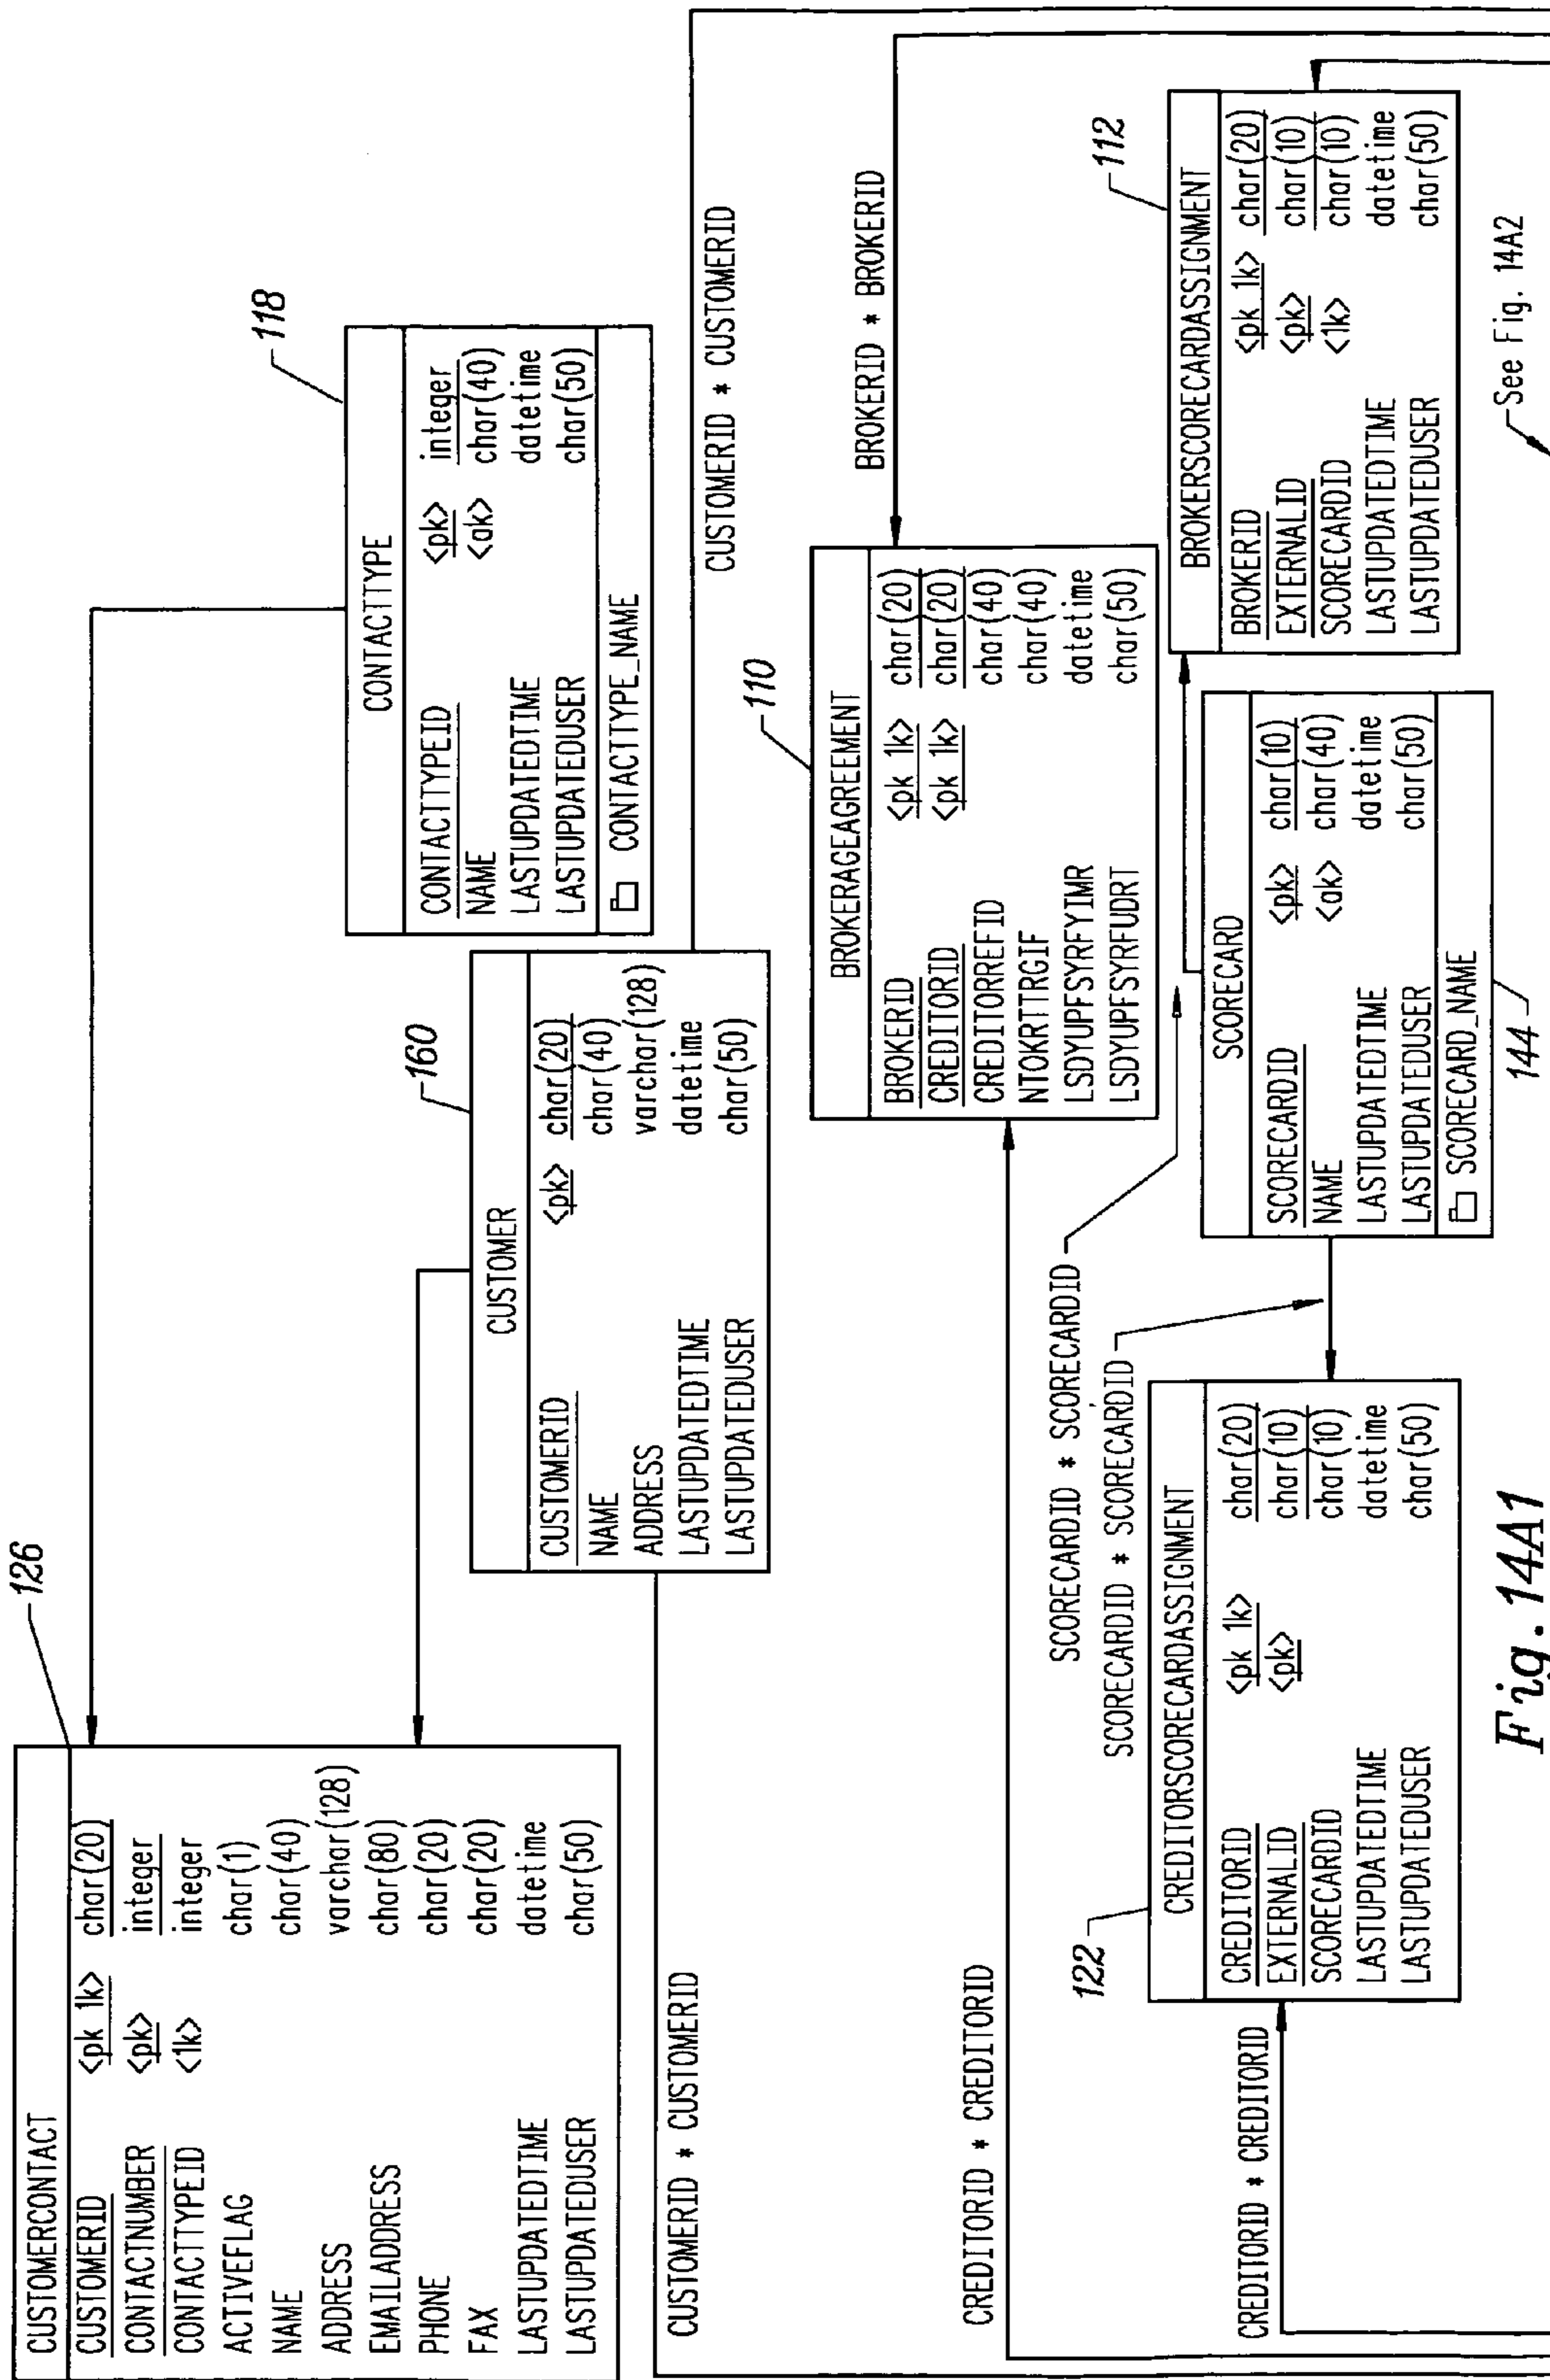 126
CUSTOMERCONTACT
CUSTOMERID <pk 1k> char(20)
CONTACTNUMBER <pk> integer
CONTACTTYPEID <1k> integer
ACTIVEFLAG char(1)
NAME char(40)
ADDRESS varchar(128)
EMAILADDRESS char(80)
PHONE char(20)
FAX char(20)
LASTUPDATEDTIME datetime
LASTUPDATEDUSER char(50)
118
CONTACTTYPE
CONTACTTYPEID <pk> integer
NAME <ak> char(40)
LASTUPDATEDTIME datetime
LASTUPDATEDUSER char(50)
CONTACTTYPE_NAME
160
CUSTOMER
CUSTOMERID <pk> char(20)
NAME char(40)
ADDRESS varchar(128)
LASTUPDATEDTIME datetime
LASTUPDATEDUSER char(50)
CUSTOMERID * CUSTOMERID
CUSTOMERID * CUSTOMERID
110
BROKERAGEAGREEMENT
BROKERID <pk 1k> char(20)
CREDITORID <pk 1k> char(20)
CREDITORREFID char(40)
NTOKRTTRGIF char(40)
LSDYUPFSYRFYIMR datetime
LSDYUPFSYRFUDRT char(50)
BROKERID * BROKERID
CREDITORID * CREDITORID
SCORECARDID * SCORECARDID
SCORECARDID * SCORECARDID
122
CREDITORSCORECARDASSIGNMENT
CREDITORID <pk 1k> char(20)
EXTERNALID <pk> char(10)
SCORECARDID char(10)
LASTUPDATEDTIME datetime
LASTUPDATEDUSER char(50)
CREDITORID * CREDITORID
SCORECARD
SCORECARDID <pk> char(10)
NAME <ak> char(40)
LASTUPDATEDTIME datetime
LASTUPDATEDUSER char(50)
SCORECARD_NAME
144
112
BROKERSCORECARDASSIGNMENT
BROKERID <pk 1k> char(20)
EXTERNALID <pk> char(10)
SCORECARDID <1k> char(10)
LASTUPDATEDTIME datetime
LASTUPDATEDUSER char(50)
See Fig. 14A2
Fig. 14A1